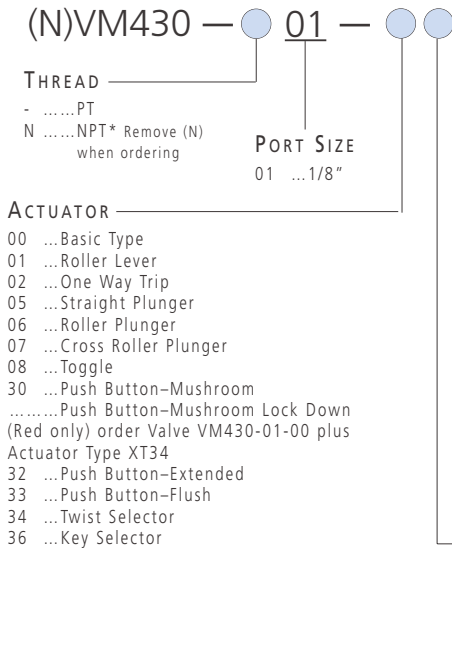 (N)VM430 — 01 —
THREAD
- ……PT
N ……NPT* Remove (N)
when ordering
PORT SIZE
01 …1/8"
ACTUATOR
00 …Basic Type
01 …Roller Lever
02 …One Way Trip
05 …Straight Plunger
06 …Roller Plunger
07 …Cross Roller Plunger
08 …Toggle
30 …Push Button–Mushroom
………Push Button–Mushroom Lock Down
(Red only) order Valve VM430-01-00 plus
Actuator Type XT34
32 …Push Button–Extended
33 …Push Button–Flush
34 …Twist Selector
36 …Key Selector